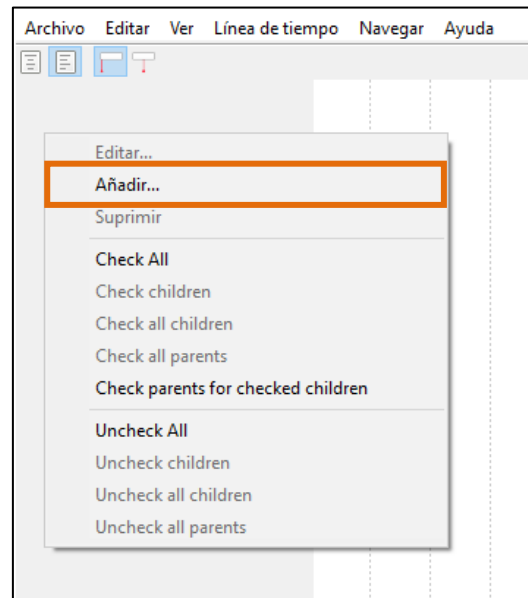 Archivo Editar Ver Línea de tiempo Navegar Ayuda
Editar...
Añadir...
Suprimir
Check All
Check children
Check all children
Check all parents
Check parents for checked children
Uncheck All
Uncheck children
Uncheck all children
Uncheck all parents